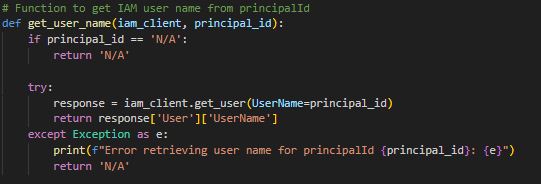 # Function to get IAM user name from principalId
def get_user_name(iam_client, principal_id):
    if principal_id == 'N/A':
        return 'N/A'

    try:
        response = iam_client.get_user(UserName=principal_id)
        return response['User']['UserName']
    except Exception as e:
        print(f"Error retrieving user name for principalId {principal_id}: {e}")
        return 'N/A'